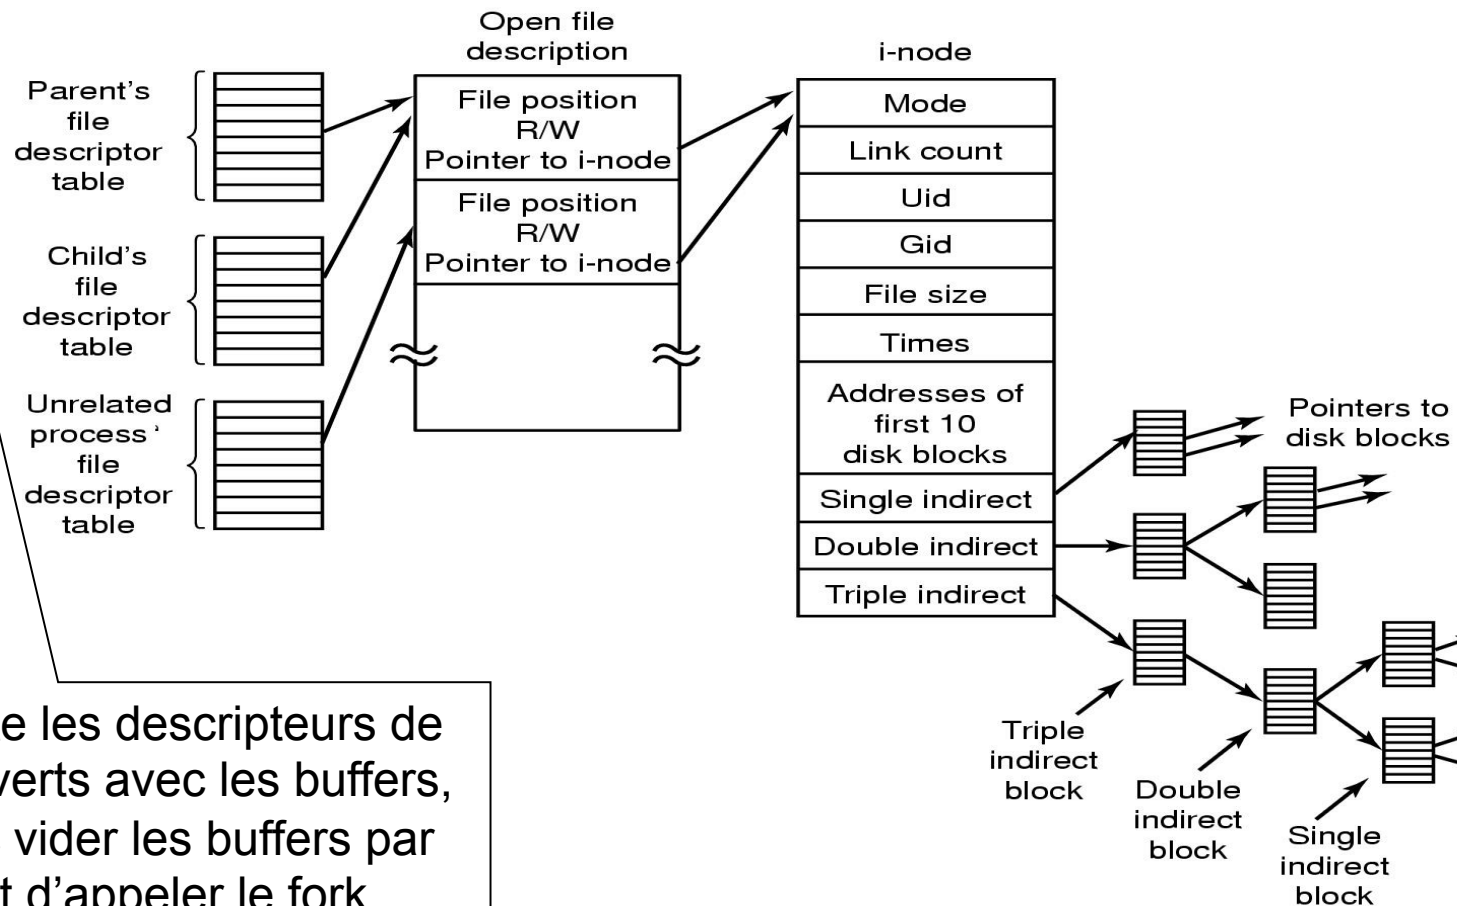 Open file
description
i-node
Parent's
file
descriptor
table
File position
R/W
Pointer to i-node
File position
R/W
Pointer to i-node
Child's
file
descriptor
table
Unrelated
process'
file
descriptor
table
Mode
Link count
Uid
Gid
File size
Times
Addresses of
first 10
disk blocks
Single indirect
Double indirect
Triple indirect
Pointers to
disk blocks
Triple
indirect
block
Double
indirect
block
Single
indirect
block
e les descripteurs de
verts avec les buffers,
vider les buffers par
t d'appeler le fork